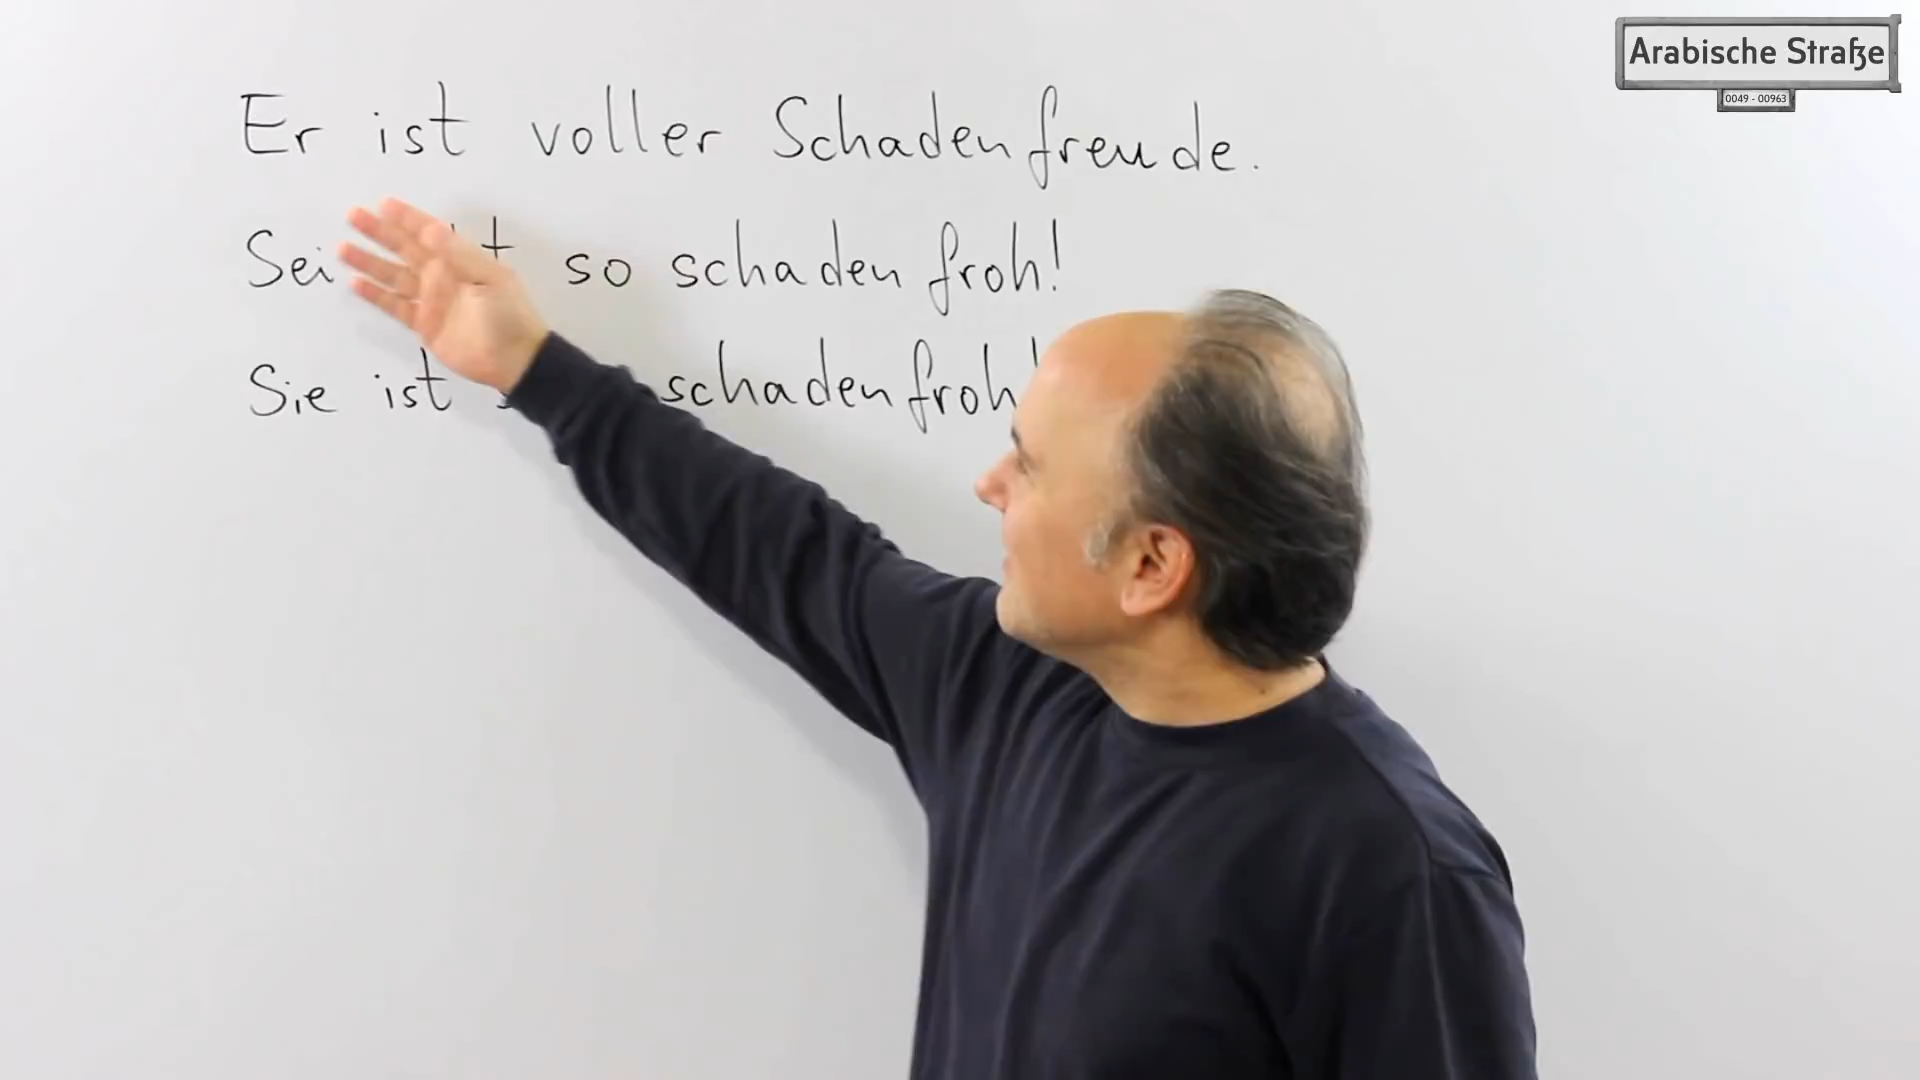 Arabische Straße
0049 - 00963
Er ist voller Schadenfreude.
Sei so schadenfroh!
Sie ist schadenfroh